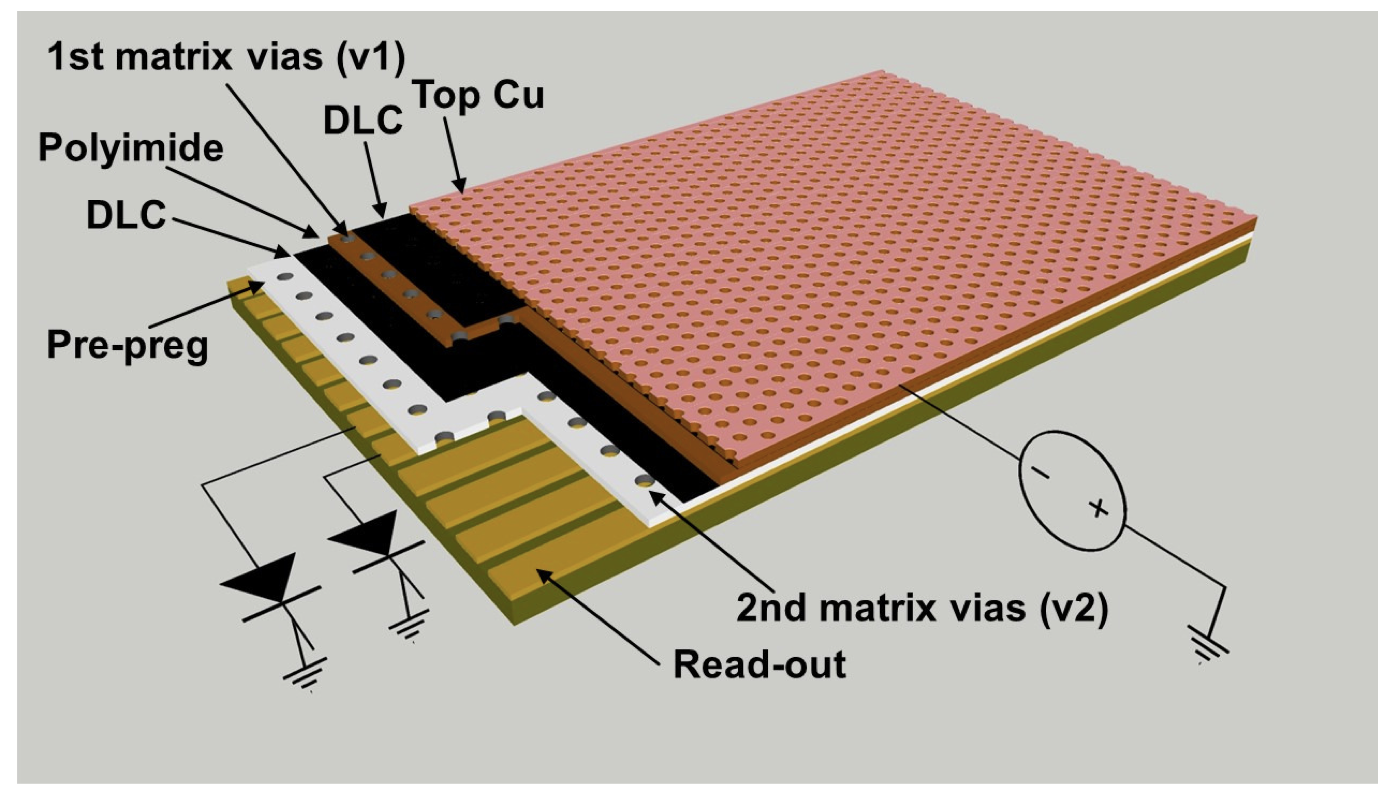 1st matrix vias (v1)
Top Cu
DLC
Polyimide
DLC
Pre-preg
-
+
2nd matrix vias (v2)
Read-out